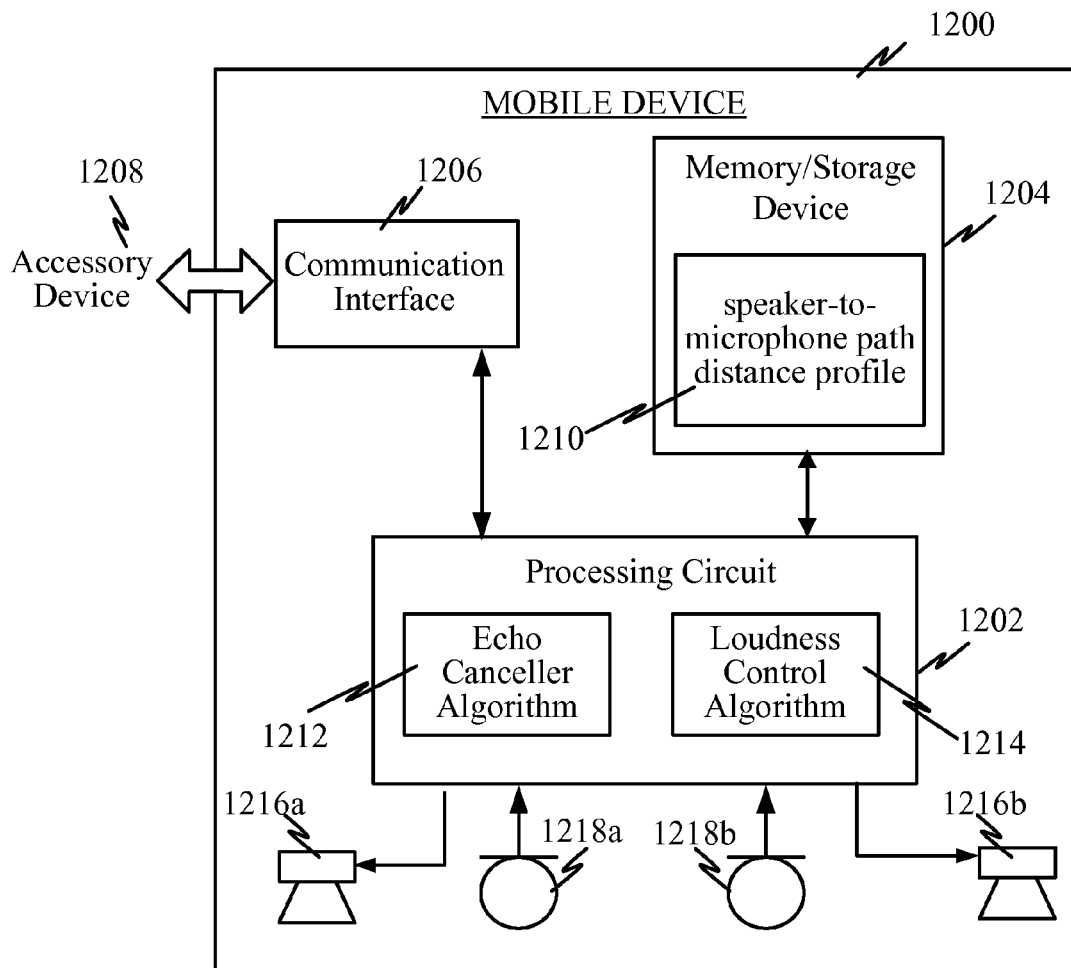 1200
MOBILE DEVICE
1208
1206
Memory/Storage
Device
1204
Accessory
Device
Communication
Interface
speaker-to-
microphone path
distance profile
1210
Processing Circuit
1202
Echo
Canceller
Algorithm
Loudness
Control
Algorithm
1212
1214
1216a
1218a
1218b
1216b